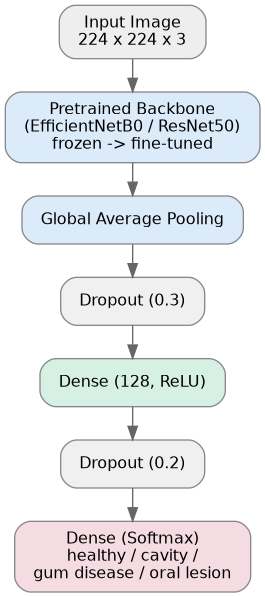 Input Image
224 x 224 x 3
Pretrained Backbone
(EfficientNetB0 / ResNet50)
frozen -> fine-tuned
Global Average Pooling
Dropout (0.3)
Dense (128, ReLU)
Dropout (0.2)
Dense (Softmax)
healthy / cavity /
gum disease / oral lesion